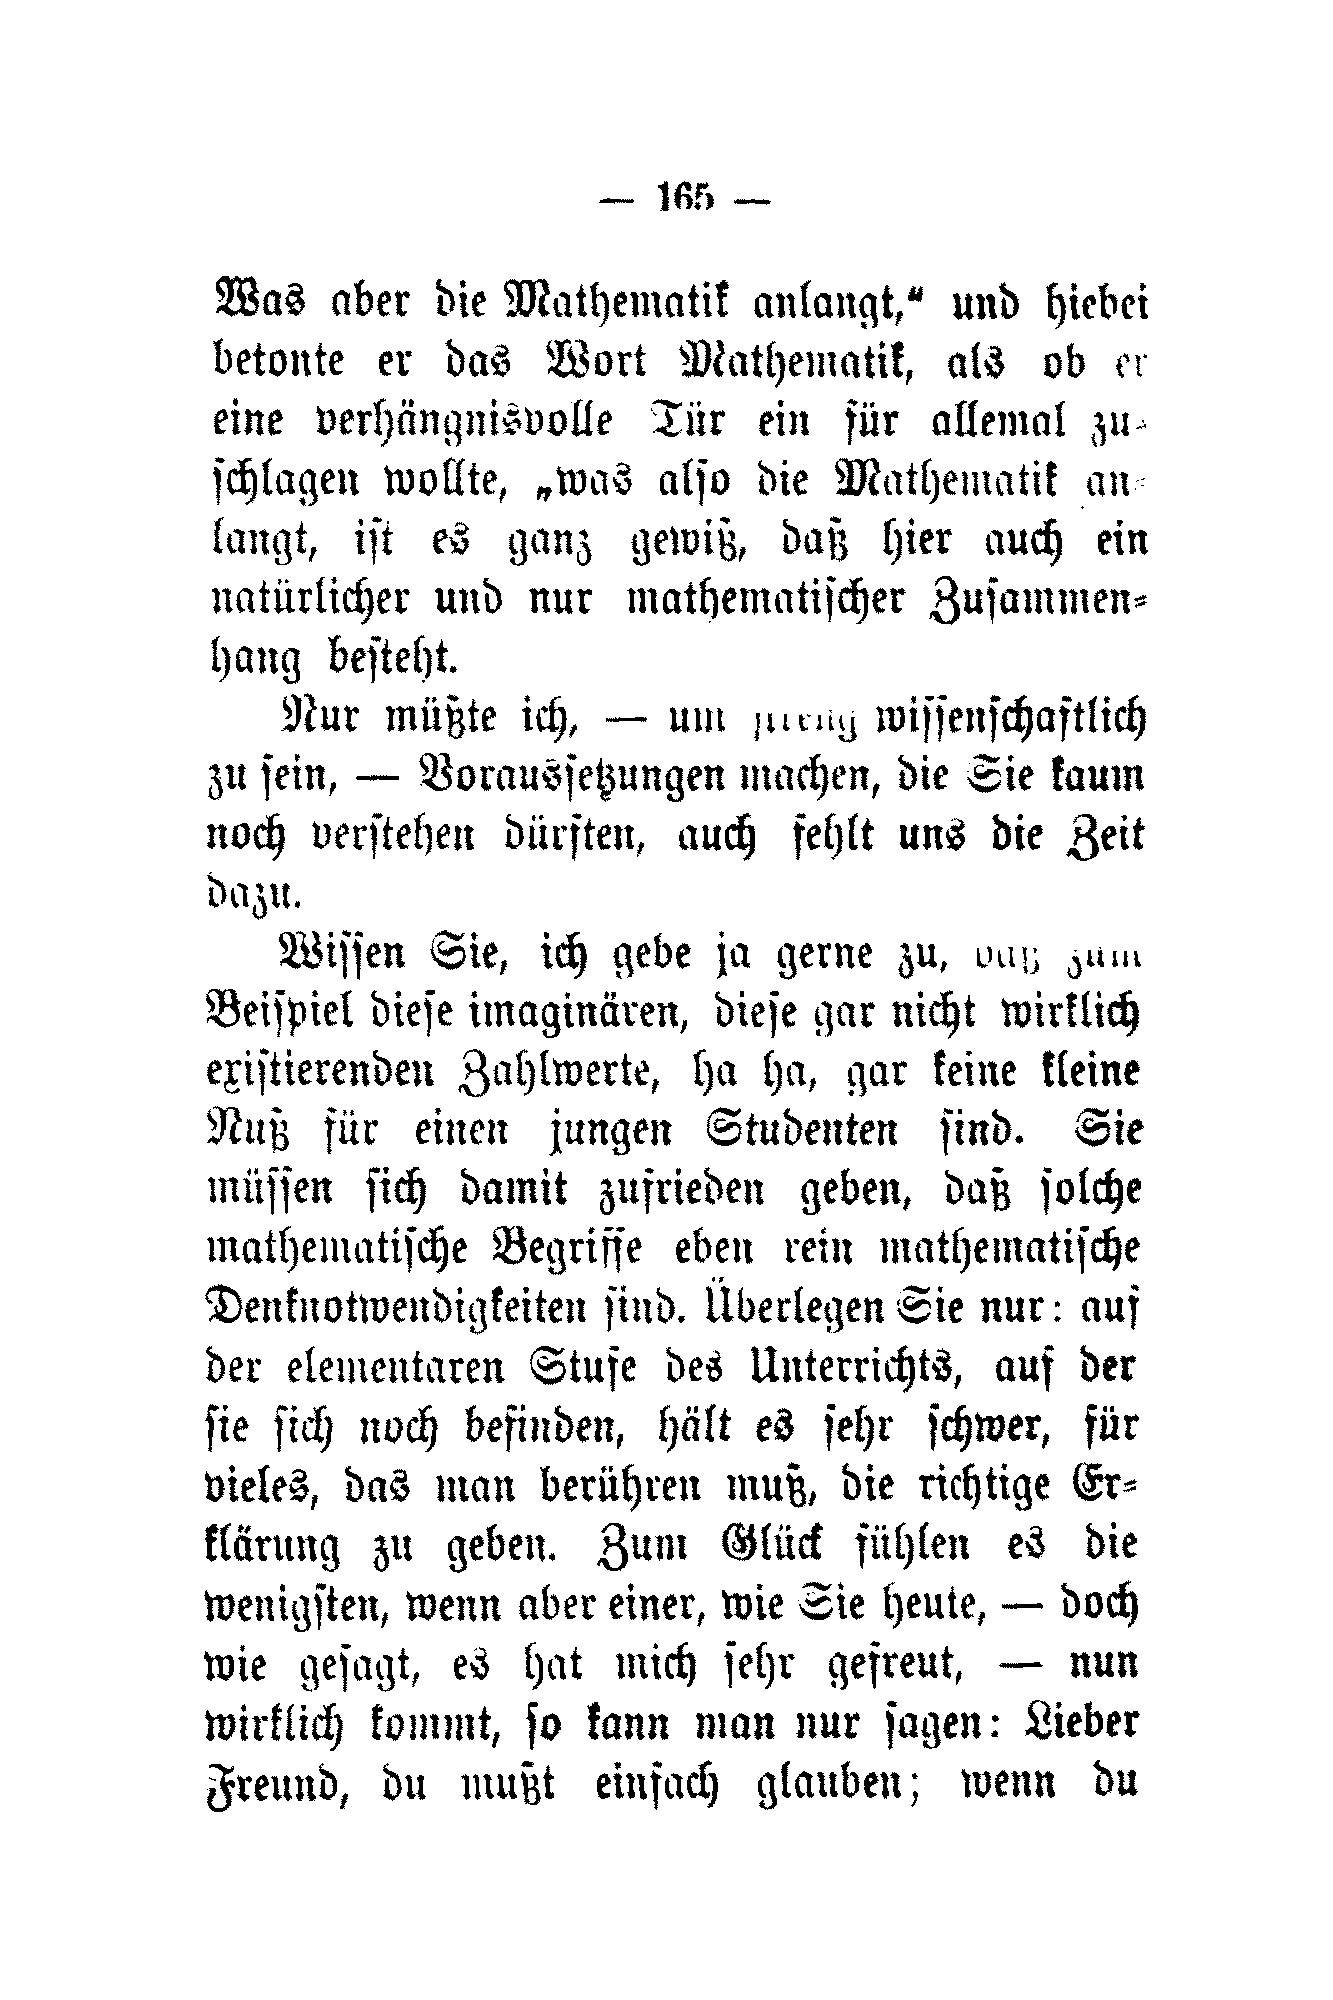 — 165 —
Was aber die Mathematik anlangt,“ und hiebei
betonte er das Wort Mathematik, als ob er
eine verhängnisvolle Tür ein für allemal zu-
schlagen wollte, „was also die Mathematik an-
langt, ist es ganz gewiß, daß hier auch ein
natürlicher und nur mathematischer Zusammen-
hang besteht.
Nur müßte ich, — um streng wissenschaftlich
zu sein, — Voraussetzungen machen, die Sie kaum
noch verstehen dürften, auch fehlt uns die Zeit
dazu.
Wissen Sie, ich gebe ja gerne zu, daß zum
Beispiel diese imaginären, diese gar nicht wirklich
existierenden Zahlwerte, ha ha, gar keine kleine
Nuß für einen jungen Studenten sind. Sie
müssen sich damit zufrieden geben, daß solche
mathematische Begriffe eben rein mathematische
Denknotwendigkeiten sind. Überlegen Sie nur: auf
der elementaren Stufe des Unterrichts, auf der
sie sich noch befinden, hält es sehr schwer, für
vieles, das man berühren muß, die richtige Er-
klärung zu geben. Zum Glück fühlen es die
wenigsten, wenn aber einer, wie Sie heute, — doch
wie gesagt, es hat mich sehr gefreut, — nun
wirklich kommt, so kann man nur sagen: Lieber
Freund, du mußt einfach glauben; wenn du